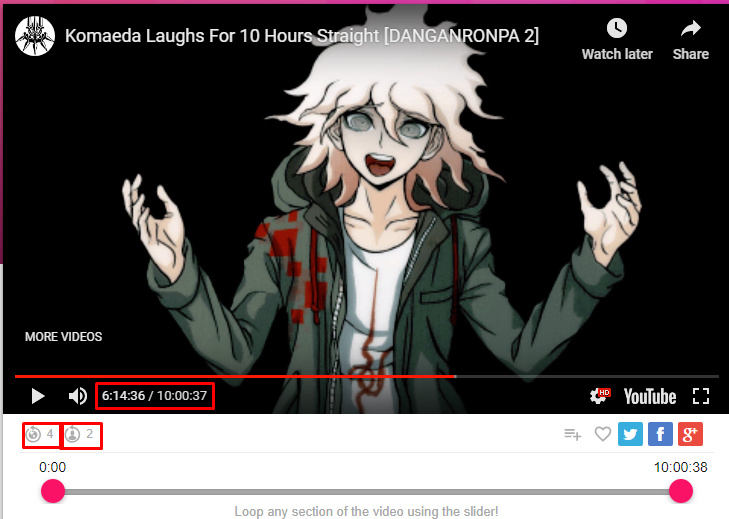 Komaeda Laughs For 10 Hours Straight [DANGANRONPA 2]
Watch later
Share
MORE VIDEOS
6:14:36 / 10:00:37
HD
YouTube
4
2
f
g+
0:00
10:00:38
Loop any section of the video using the slider!